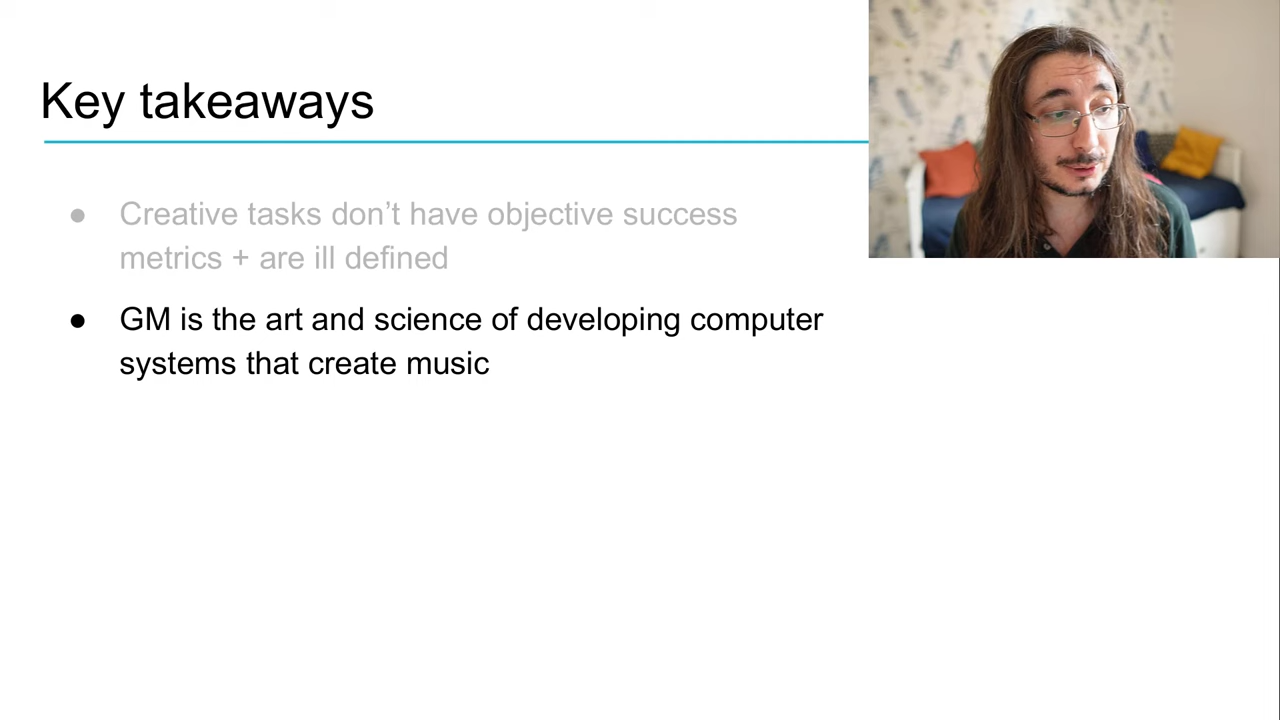 Key takeaways
● Creative tasks don’t have objective success
metrics + are ill defined
● GM is the art and science of developing computer
systems that create music